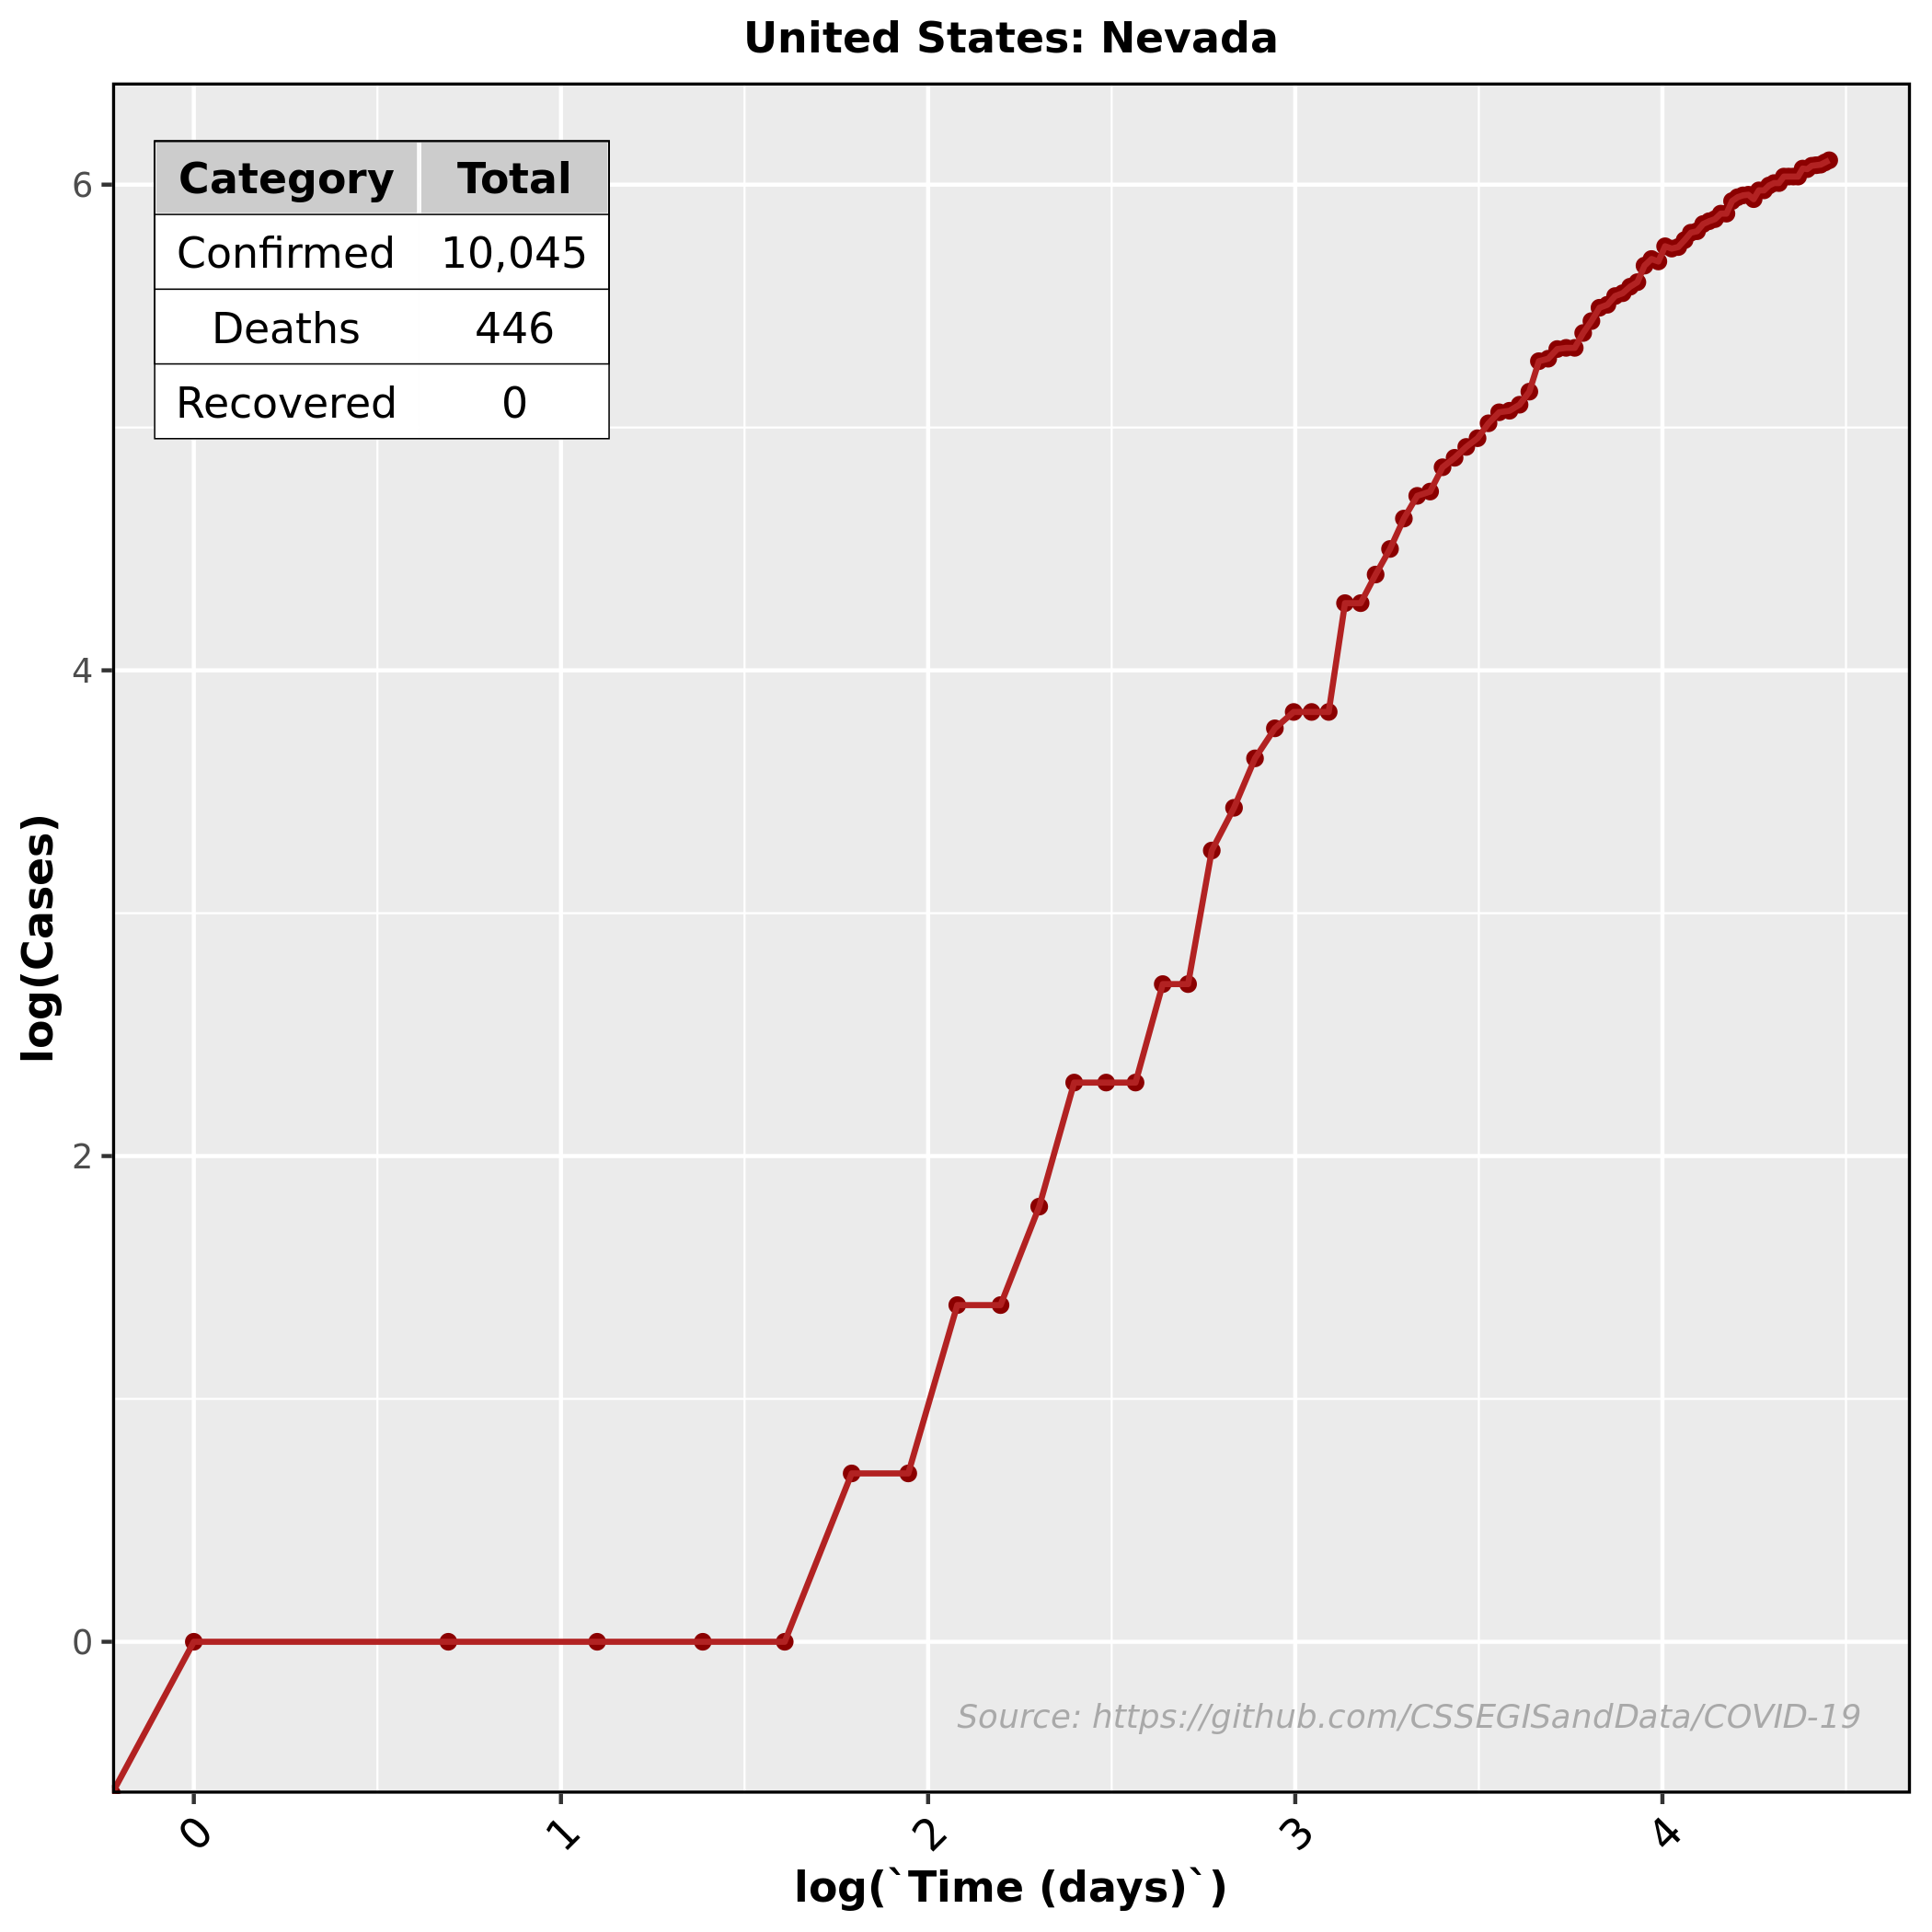 United States: Nevada
Category Total
Confirmed 10,045
Deaths 446
Recovered 0
6
4
2
0
log(Cases)
Source: https://github.com/CSSEGISandData/COVID-19
0 1 2 3 4
log(`Time (days)`)